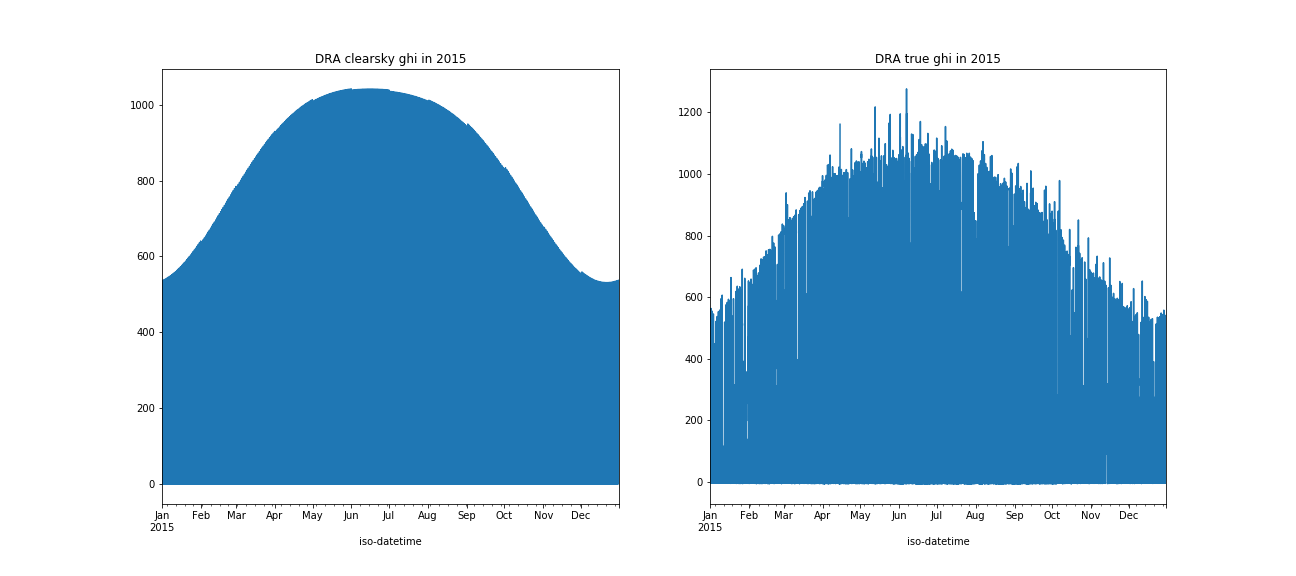 DRA clearsky ghi in 2015
1000
800
600
400
200
0
Jan Feb Mar Apr May Jun Jul Aug Sep Oct Nov Dec
2015
iso-datetime
DRA true ghi in 2015
1200
1000
800
600
400
200
0
Jan Feb Mar Apr May Jun Jul Aug Sep Oct Nov Dec
2015
iso-datetime